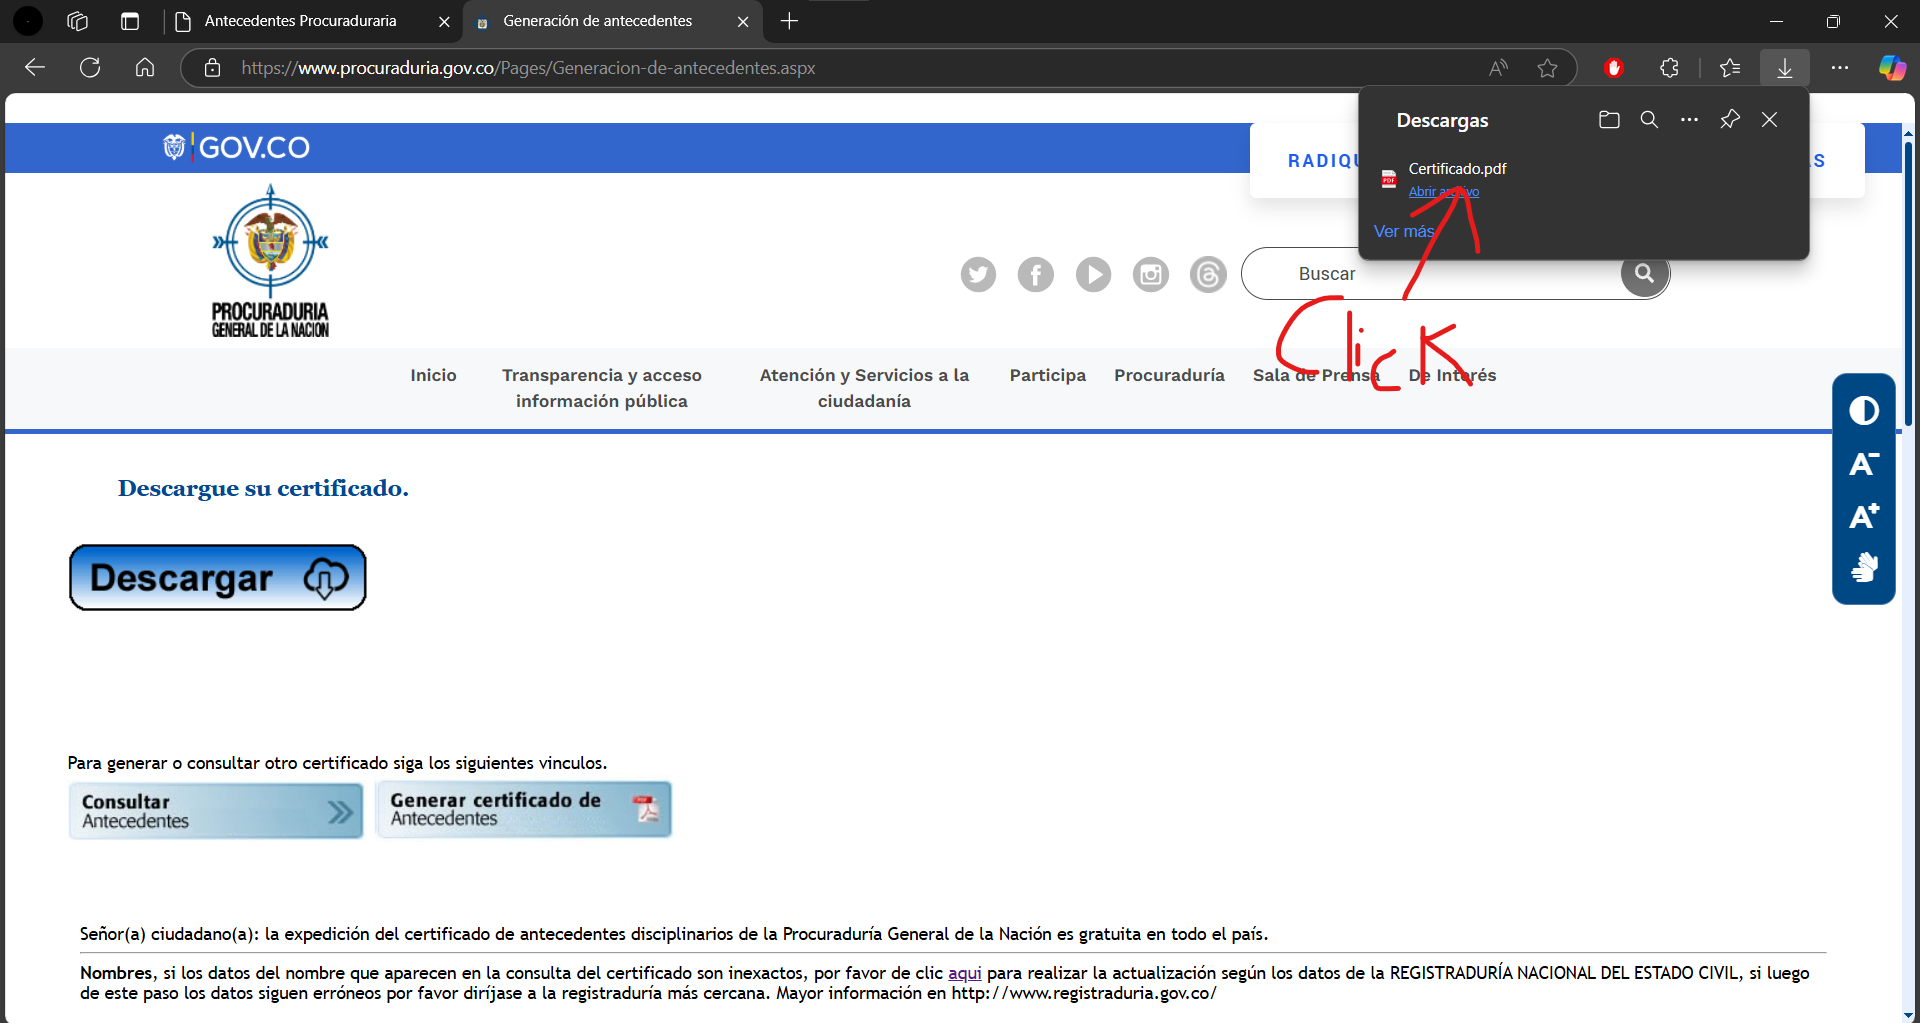 Antecedentes Procuraduraria
Generación de antecedentes
https://www.procuraduria.gov.co/Pages/Generacion-de-antecedentes.aspx
Descargas
Certificado.pdf
Abrir archivo
Ver más
GOV.CO
PROCURADURIA
GENERAL DE LA NACION
Buscar
Click
Inicio
Transparencia y acceso
información pública
Atención y Servicios a la
ciudadanía
Participa
Procuraduría
Sala de Prensa
De Interés
A-
A+
Descargue su certificado.
Descargar
Para generar o consultar otro certificado siga los siguientes vinculos.
Consultar
Antecedentes
Generar certificado de
Antecedentes
PDF
Señor(a) ciudadano(a): la expedición del certificado de antecedentes disciplinarios de la Procuraduría General de la Nación es gratuita en todo el país.
Nombres, si los datos del nombre que aparecen en la consulta del certificado son inexactos, por favor de clic aqui para realizar la actualización según los datos de la REGISTRADURÍA NACIONAL DEL ESTADO CIVIL, si luego
de este paso los datos siguen erróneos por favor diríjase a la registraduría más cercana. Mayor información en http://www.registraduria.gov.co/